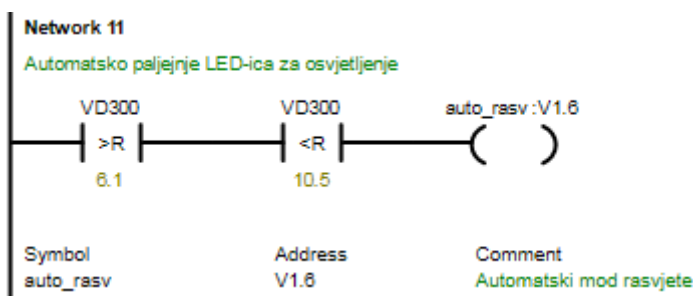 Network 11
Automatsko paljejnje LED-ica za osvjetljenje
VD300 VD300 auto_rasv:V1.6
>R <R
6.1 10.5
Symbol Address Comment
auto_rasv V1.6 Automatski mod rasvjete